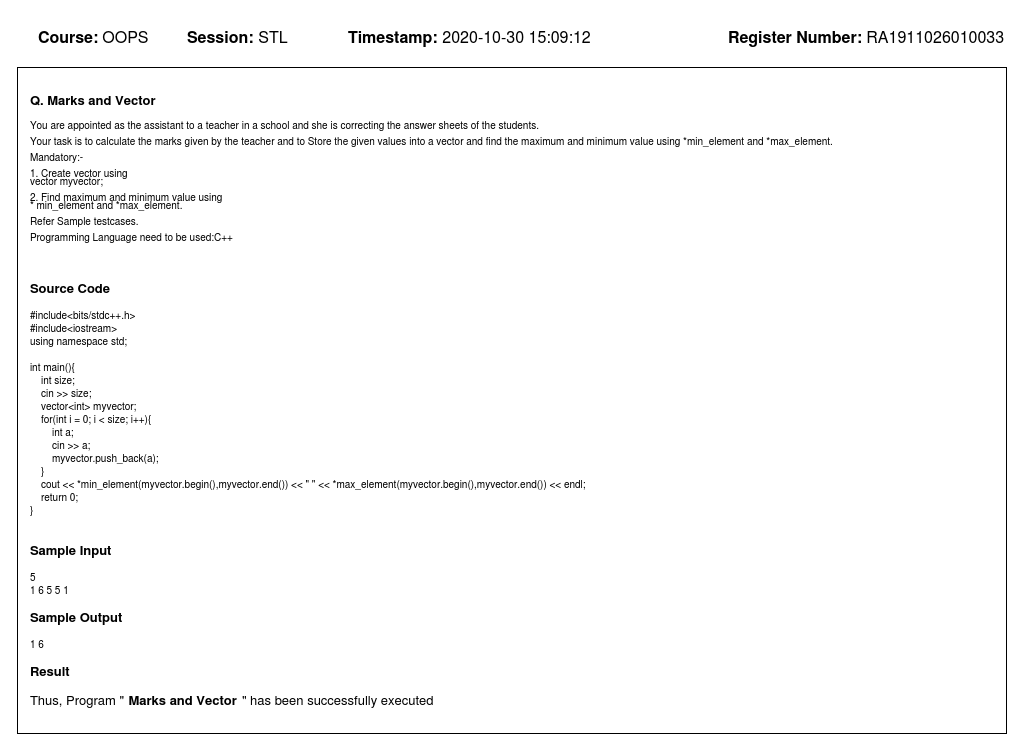 Course: OOPS Session: STL Timestamp: 2020-10-30 15:09:12 Register Number: RA1911026010033
Q. Marks and Vector
You are appointed as the assistant to a teacher in a school and she is correcting the answer sheets of the students.
Your task is to calculate the marks given by the teacher and to Store the given values into a vector and find the maximum and minimum value using *min_element and *max_element.
Mandatory:-
1. Create vector using
vector myvector;
2. Find maximum and minimum value using
* min_element and *max_element.
Refer Sample testcases.
Programming Language need to be used:C++
Source Code
#include<bits/stdc++.h>
#include<iostream>
using namespace std;
int main(){
int size;
cin >> size;
vector<int> myvector;
for(int i = 0; i < size; i++){
int a;
cin >> a;
myvector.push_back(a);
}
cout << *min_element(myvector.begin(),myvector.end()) << " " << *max_element(myvector.begin(),myvector.end()) << endl;
return 0;
}
Sample Input
5
1 6 5 5 1
Sample Output
1 6
Result
Thus, Program " Marks and Vector " has been successfully executed